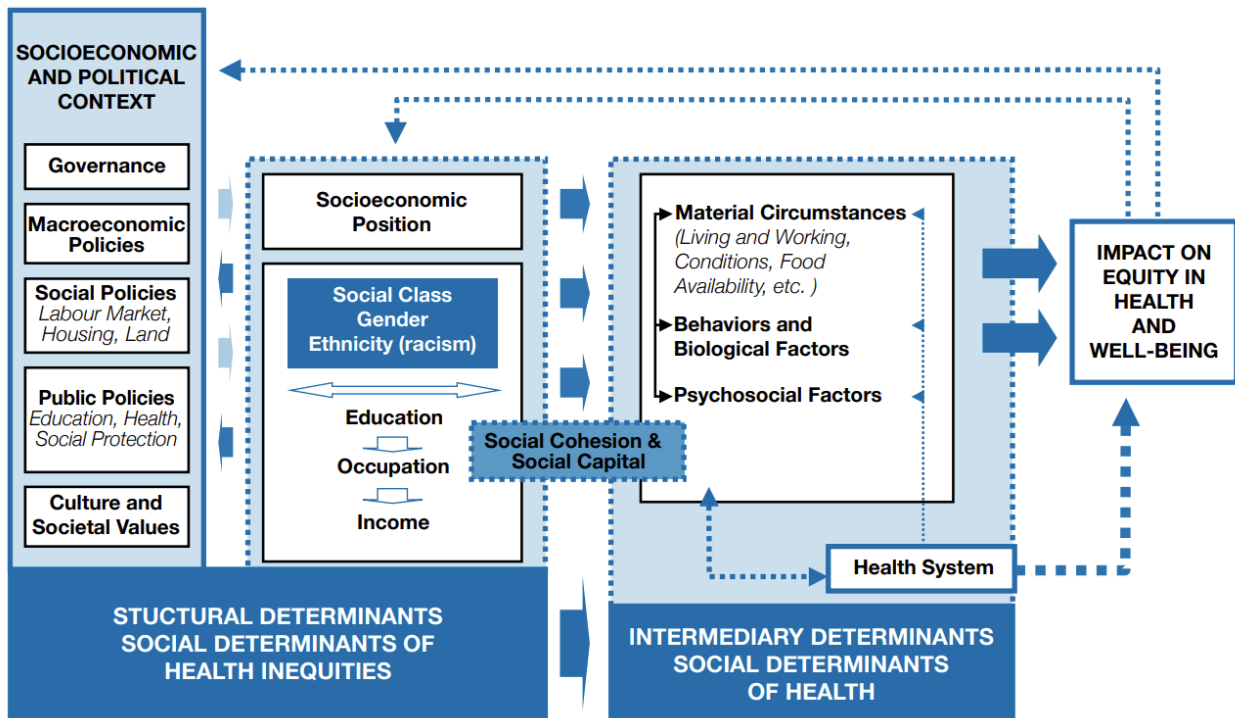 SOCIOECONOMIC
AND POLITICAL
CONTEXT
Governance
Macroeconomic
Policies
Social Policies
Labour Market,
Housing, Land
Public Policies
Education, Health,
Social Protection
Culture and
Societal Values
Socioeconomic
Position
Social Class
Gender
Ethnicity (racism)
Education
Occupation
Income
Social Cohesion &
Social Capital
Material Circumstances
(Living and Working,
Conditions, Food
Availability, etc. )
Behaviors and
Biological Factors
Psychosocial Factors
Health System
IMPACT ON
EQUITY IN
HEALTH
AND
WELL-BEING
STUCTURAL DETERMINANTS
SOCIAL DETERMINANTS OF
HEALTH INEQUITIES
INTERMEDIARY DETERMINANTS
SOCIAL DETERMINANTS
OF HEALTH